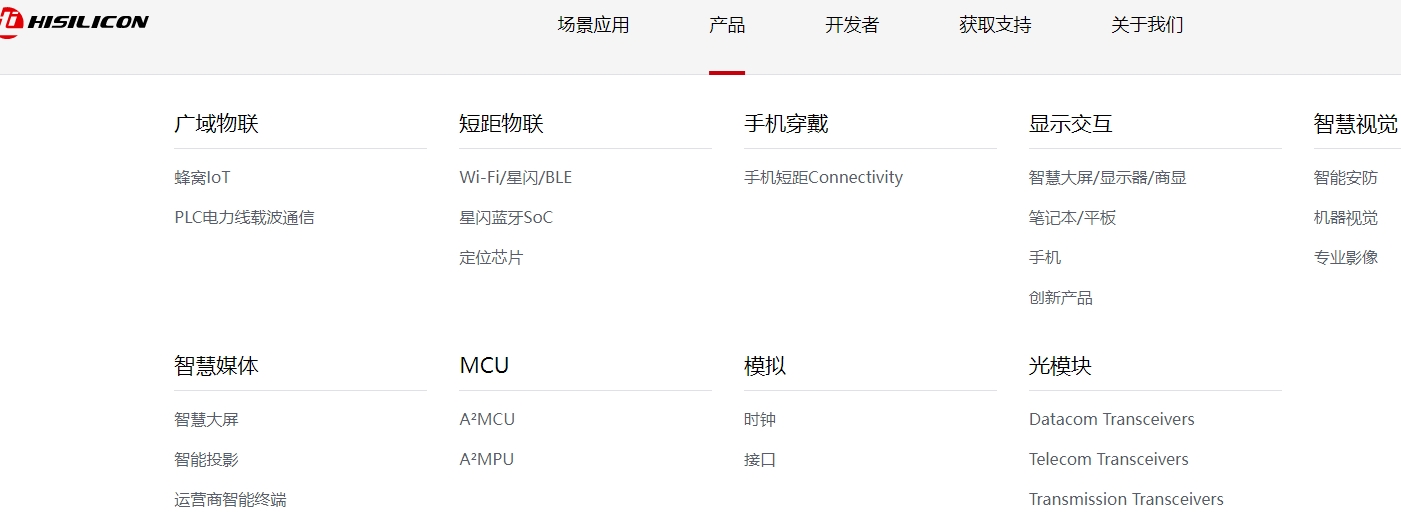 HISILICON
场景应用
产品
开发者
获取支持
关于我们
广域物联
蜂窝IoT
PLC电力线载波通信
短距物联
Wi-Fi/星闪/BLE
星闪蓝牙SoC
定位芯片
手机穿戴
手机短距Connectivity
显示交互
智慧大屏/显示器/商显
笔记本/平板
手机
创新产品
智慧视觉
智能安防
机器视觉
专业影像
智慧媒体
智慧大屏
智能投影
运营商智能终端
MCU
A²MCU
A²MPU
模拟
时钟
接口
光模块
Datacom Transceivers
Telecom Transceivers
Transmission Transceivers